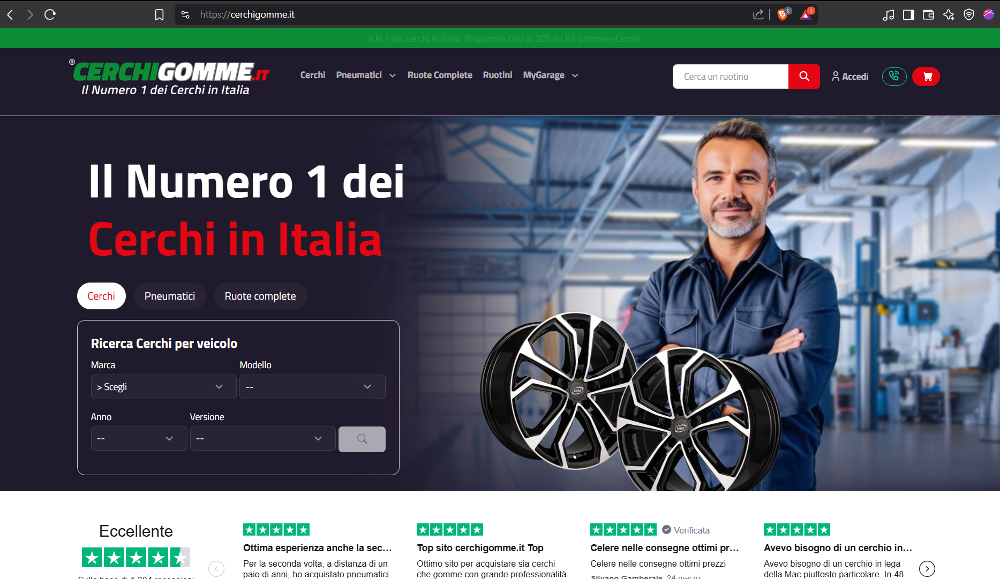 https://cerchigomme.it
5
1
Il N.1 dei cerchi in Italia, Risparmia fino al 20% su Kit Gomme+Cerchi
® CERCHIGOMME.IT
Il Numero 1 dei Cerchi in Italia
Cerchi Pneumatici Ruote Complete Ruotini MyGarage
Cerca un ruotino
Accedi
Il Numero 1 dei
Cerchi in Italia
Cerchi Pneumatici Ruote complete
Ricerca Cerchi per veicolo
Marca Modello
> Scegli --
Anno Versione
-- --
MIM
MIM
Eccellente
Sulla base di 1.294 recensioni
Ottima esperienza anche la sec...
Per la seconda volta, a distanza di un
paio di anni, ho acquistato pneumatici
Top sito cerchigomme.it Top
Ottimo sito per acquistare sia cerchi
che gomme con grande professionalità
Verificata
Celere nelle consegne ottimi pr...
Celere nelle consegne ottimi prezzi
Silvano Gamberale, 24 marzo
Avevo bisogno di un cerchio in...
Avevo bisogno di un cerchio in lega
della Mac piuttosto particolare. In 48